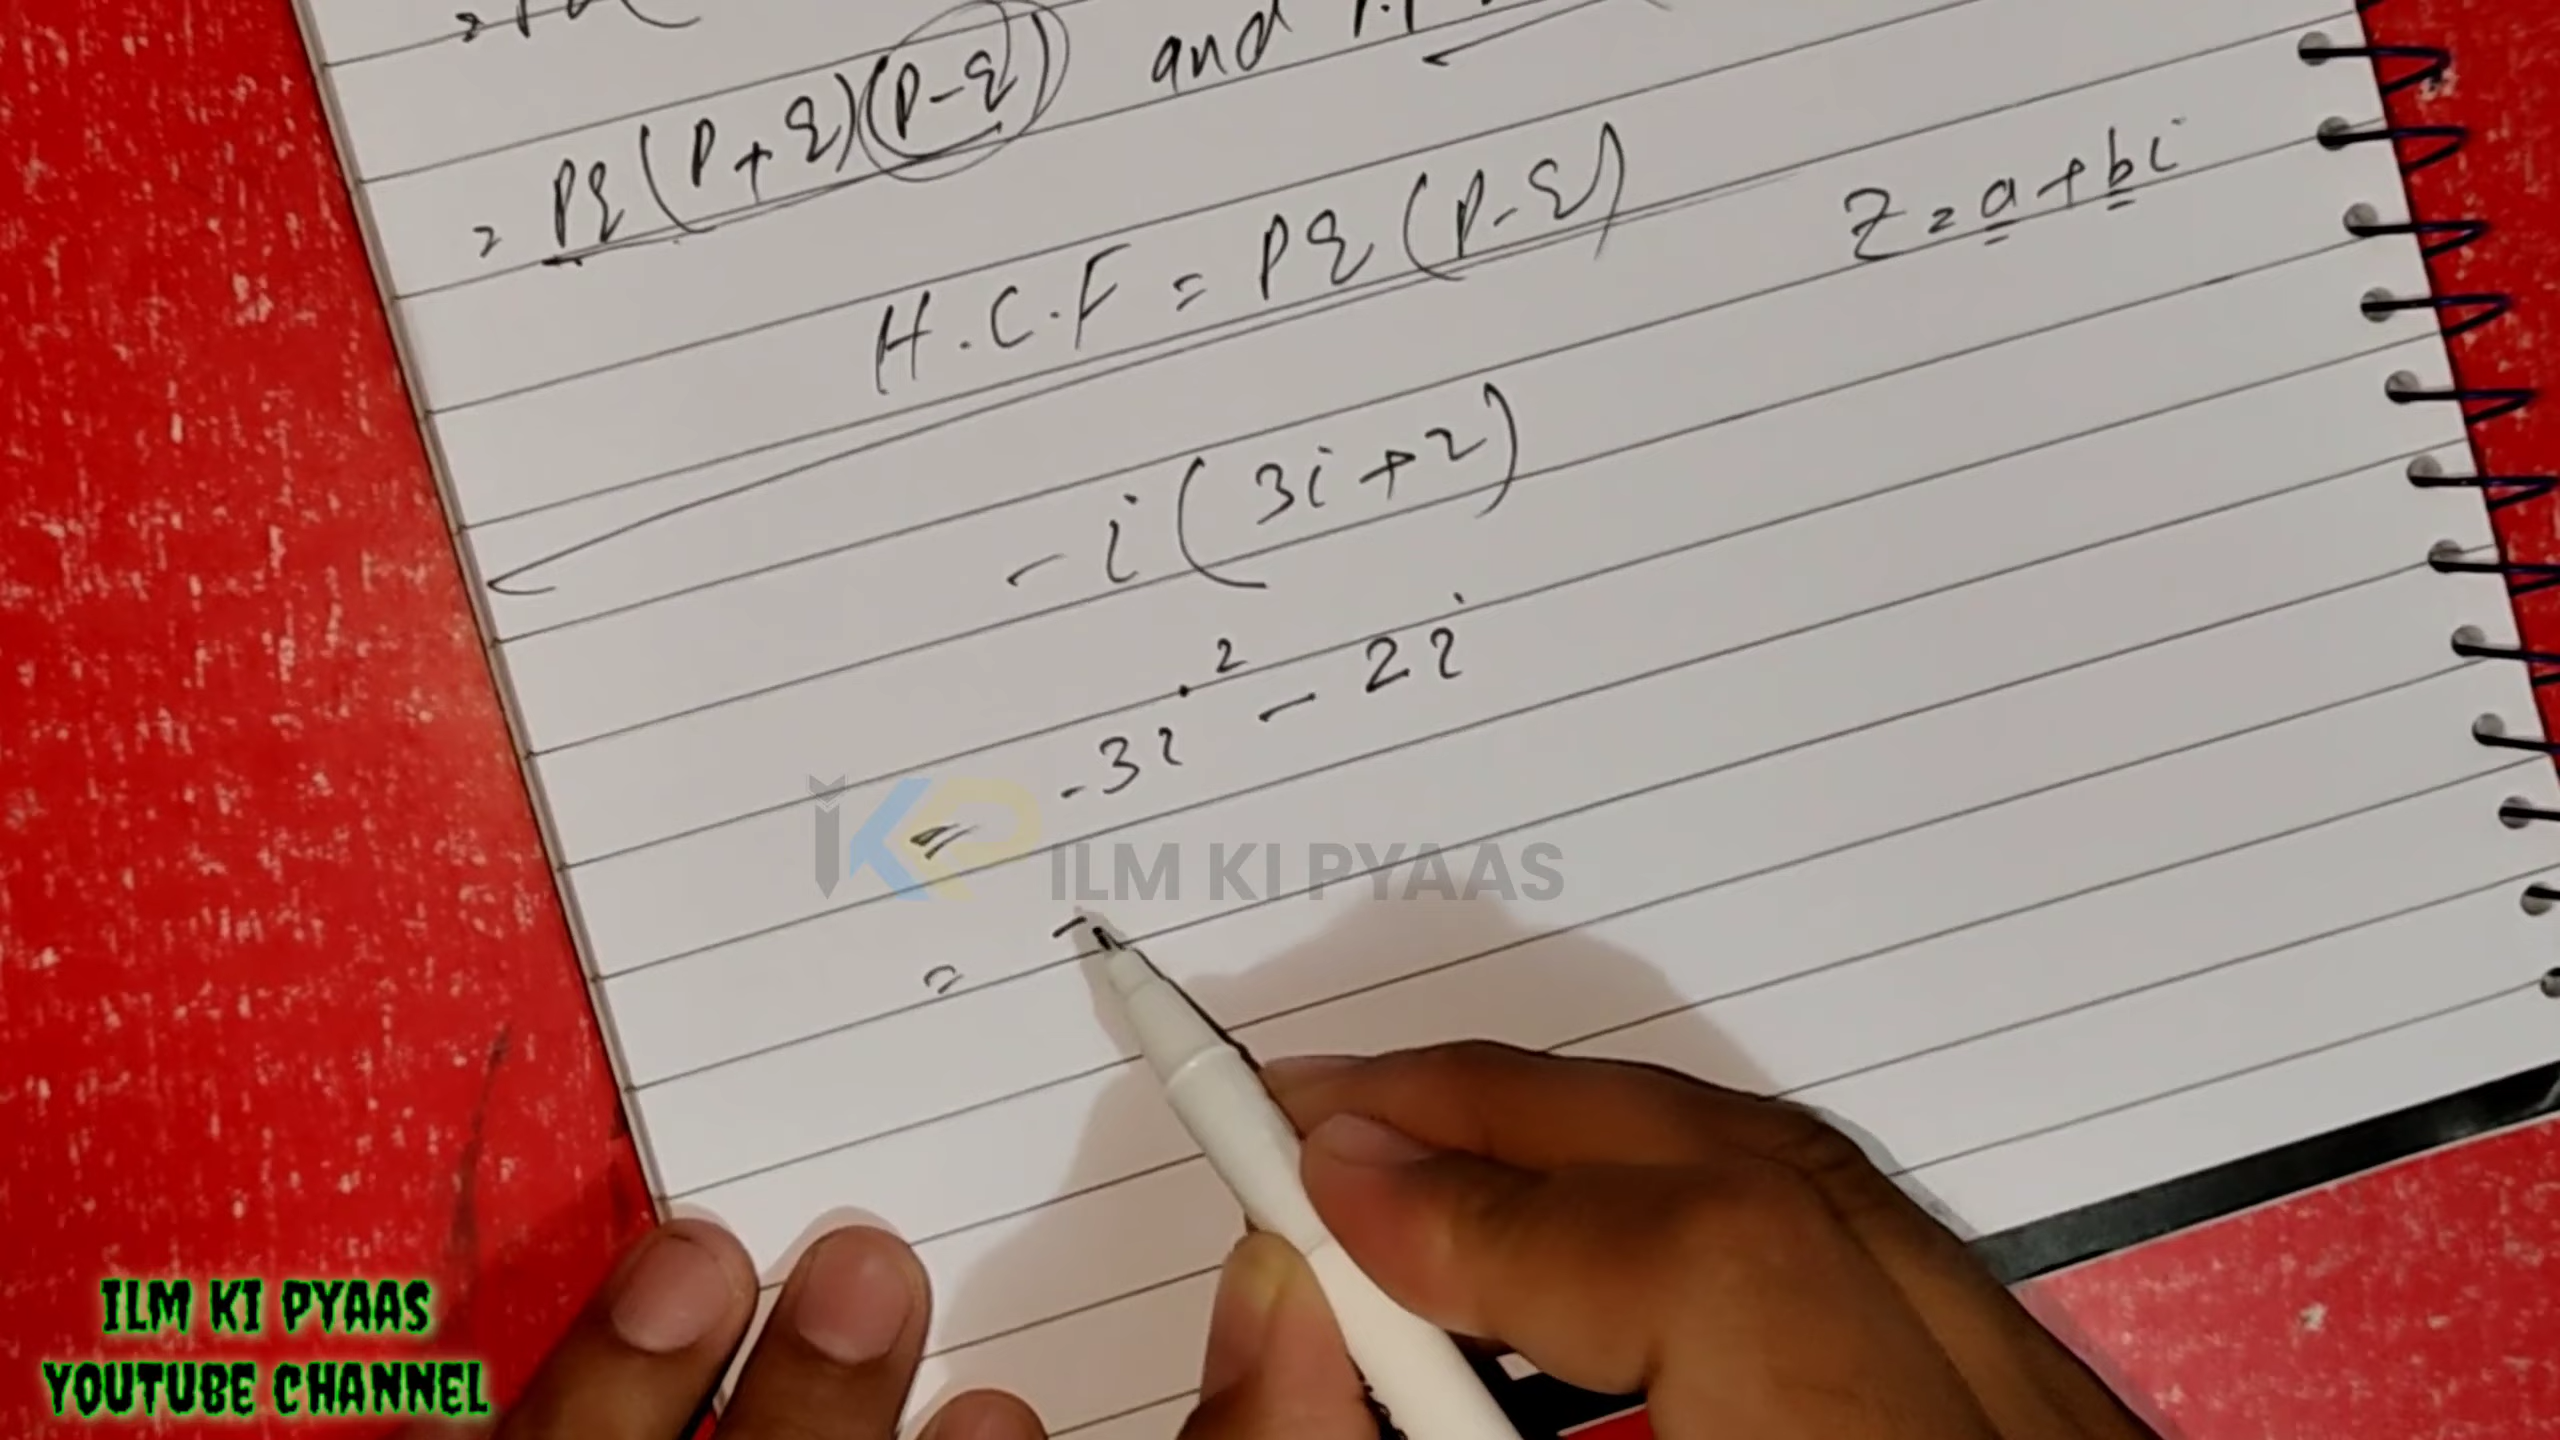 = pq (p+q)(p-q) and
H.C.F = pq (p-q)
Z = a + bi
- i (3i + 2)
= -3i² - 2i
ILM KI PYAAS
= -
ILM KI PYAAS
YOUTUBE CHANNEL